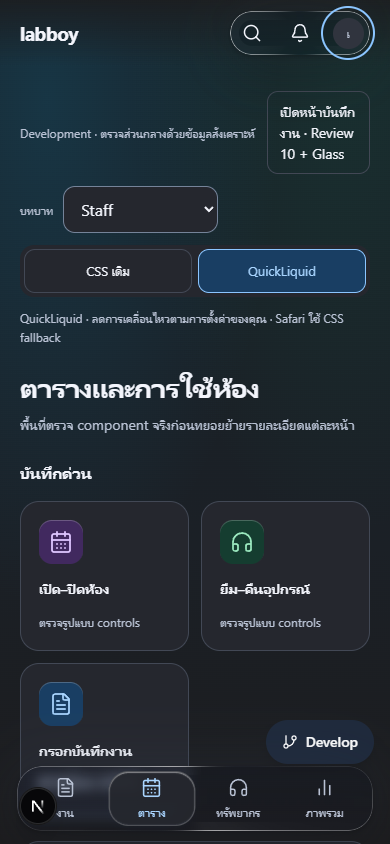 labboy
Development · ตรวจส่วนกลางด้วยข้อมูลสังเคราะห์
เปิดหน้าบันทึก
งาน · Review
10 + Glass
บทบาท
Staff
CSS เดิม
QuickLiquid
QuickLiquid · ลดการเคลื่อนไหวตามการตั้งค่าของคุณ · Safari ใช้ CSS
fallback
ตารางและการใช้ห้อง
พื้นที่ตรวจ component จริงก่อนทยอยย้ายรายละเอียดแต่ละหน้า
บันทึกด่วน
เปิด–ปิดห้อง
ตรวจรูปแบบ controls
ยืม–คืนอุปกรณ์
ตรวจรูปแบบ controls
กรอกบันทึกงาน
Develop
N
งาน
ตาราง
ทรัพยากร
ภาพรวม